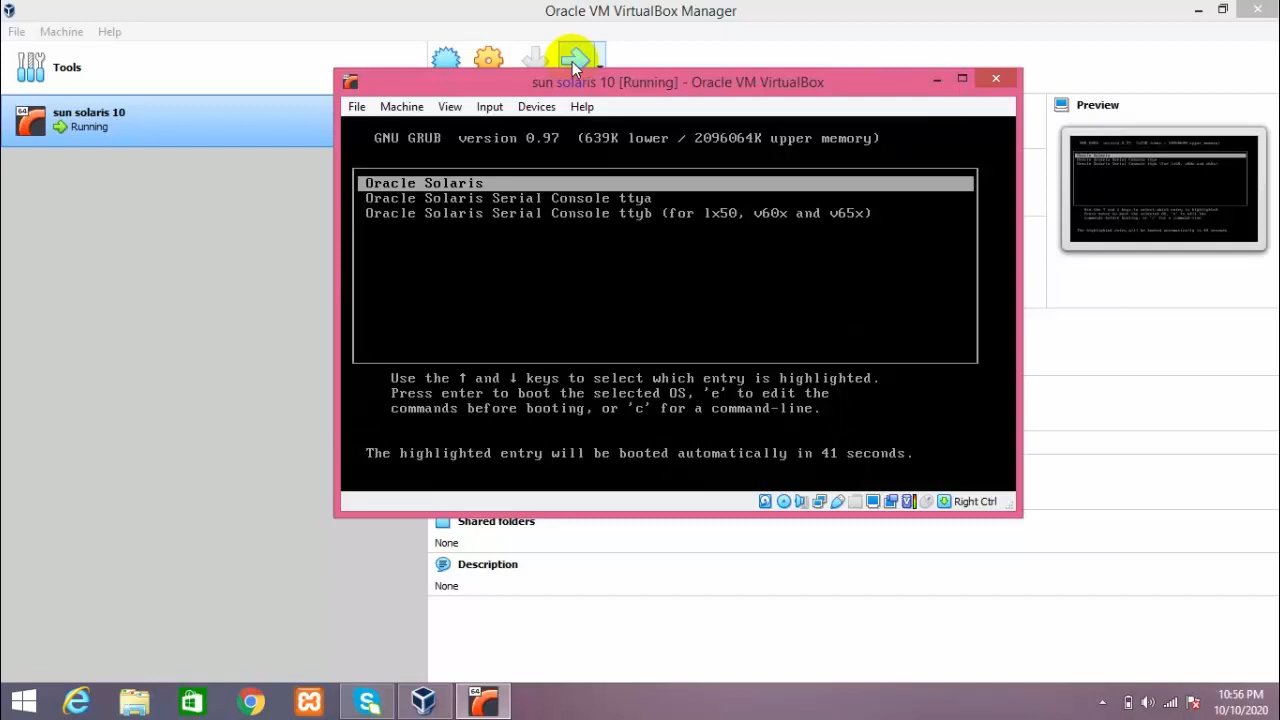 Oracle VM VirtualBox Manager
File Machine Help
Tools
sun solaris 10
Running
64
sun solaris 10 [Running] - Oracle VM VirtualBox
File Machine View Input Devices Help
GNU GRUB version 0.97 (639K lower / 2096064K upper memory)
Oracle Solaris
Oracle Solaris Serial Console ttya
Oracle Solaris Serial Console ttyb (for lx50, v60x and v65x)
Use the ↑ and ↓ keys to select which entry is highlighted.
Press enter to boot the selected OS, 'e' to edit the
commands before booting, or 'c' for a command-line.
The highlighted entry will be booted automatically in 41 seconds.
Right Ctrl
Preview
Shared folders
None
Description
None
64
10:56 PM
10/10/2020